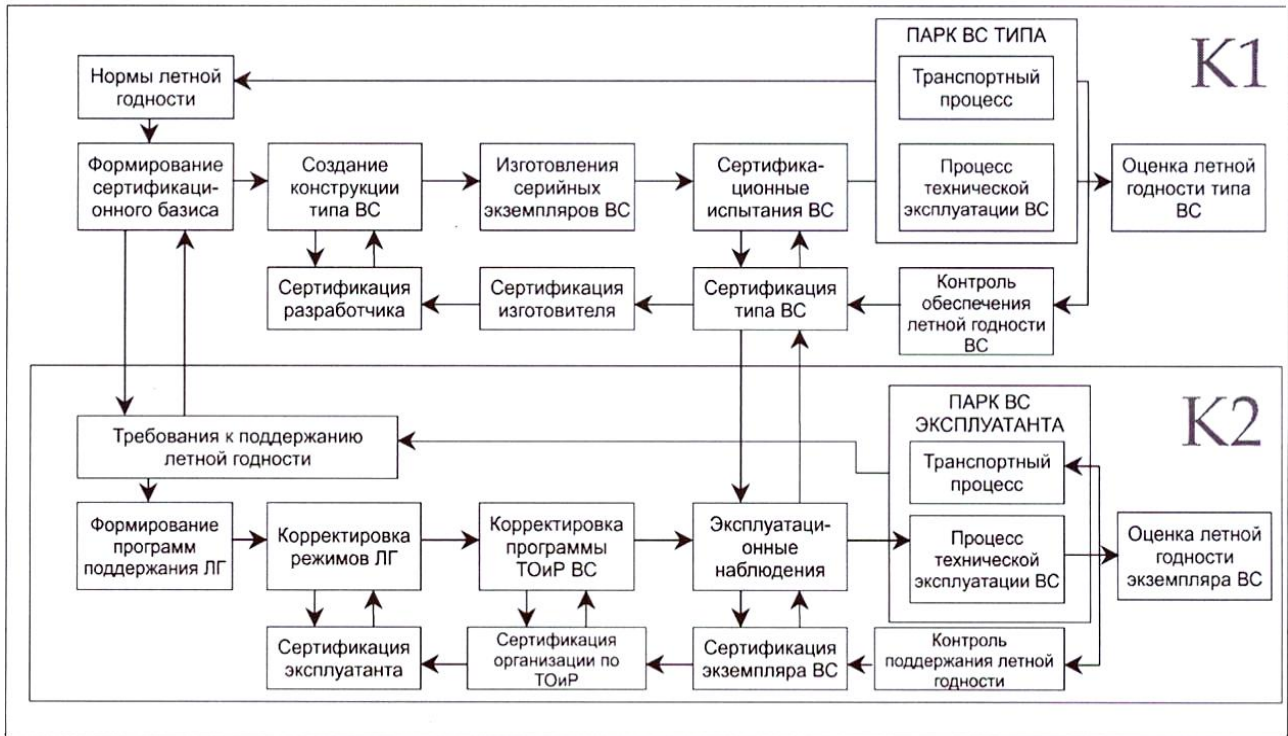 K1
ПАРК ВС ТИПА
Нормы летной
годности
Транспортный
процесс
Формирование
сертификаци-
онного базиса
Создание
конструкции
типа ВС
Изготовления
серийных
экземпляров ВС
Сертифика-
ационные
испытания ВС
Процесс
технической
эксплуатации ВС
Оценка летной
годности типа
ВС
Сертификация
разработчика
Сертификация
изготовителя
Сертификация
типа ВС
Контроль
обеспечения
летной годности
ВС
K2
ПАРК ВС
ЭКСПЛУАТАНТА
Требования к поддержанию
летной годности
Транспортный
процесс
Формирование
программ
поддержания ЛГ
Корректировка
режимов ЛГ
Корректировка
программы
ТОиР ВС
Эксплуатаци-
онные
наблюдения
Процесс
технической
эксплуатации ВС
Оценка летной
годности
экземпляра ВС
Сертификация
эксплуатанта
Сертификация
организации по
ТОиР
Сертификация
экземпляра ВС
Контроль
поддержания летной
годности